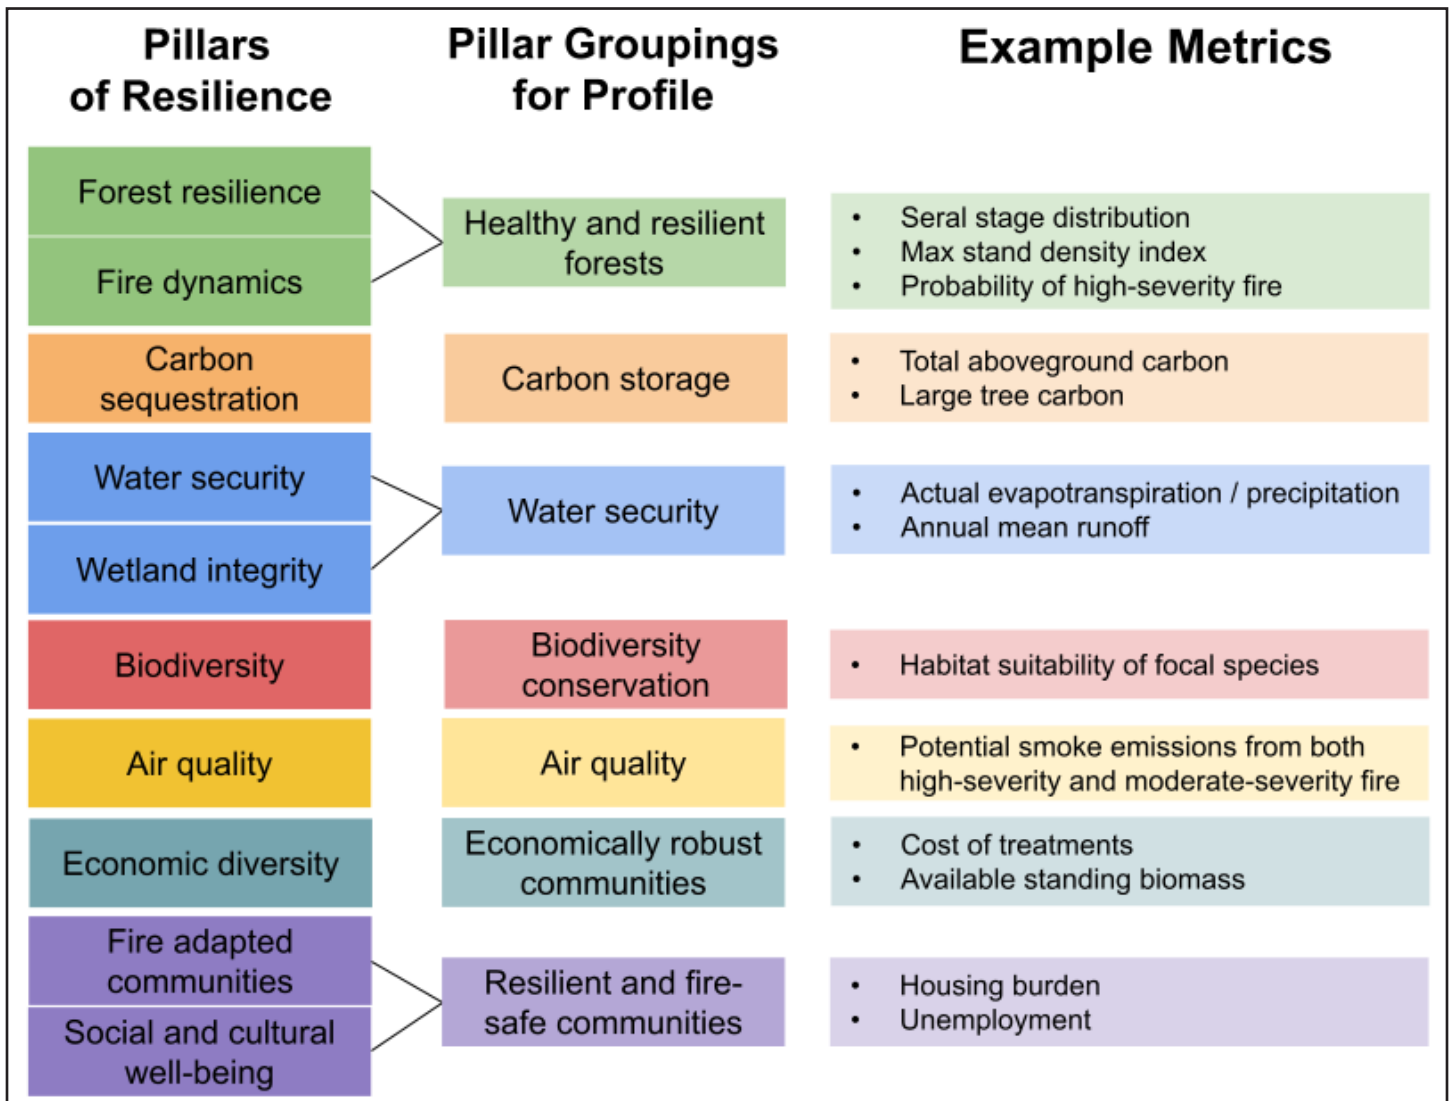 Pillars
of Resilience
Pillar Groupings
for Profile
Example Metrics
Forest resilience
Fire dynamics
Healthy and resilient
forests
• Seral stage distribution
• Max stand density index
• Probability of high-severity fire
Carbon
sequestration
Carbon storage
• Total aboveground carbon
• Large tree carbon
Water security
Wetland integrity
Water security
• Actual evapotranspiration / precipitation
• Annual mean runoff
Biodiversity
Biodiversity
conservation
• Habitat suitability of focal species
Air quality
Air quality
• Potential smoke emissions from both
high-severity and moderate-severity fire
Economic diversity
Economically robust
communities
• Cost of treatments
• Available standing biomass
Fire adapted
communities
Social and cultural
well-being
Resilient and fire-
safe communities
• Housing burden
• Unemployment